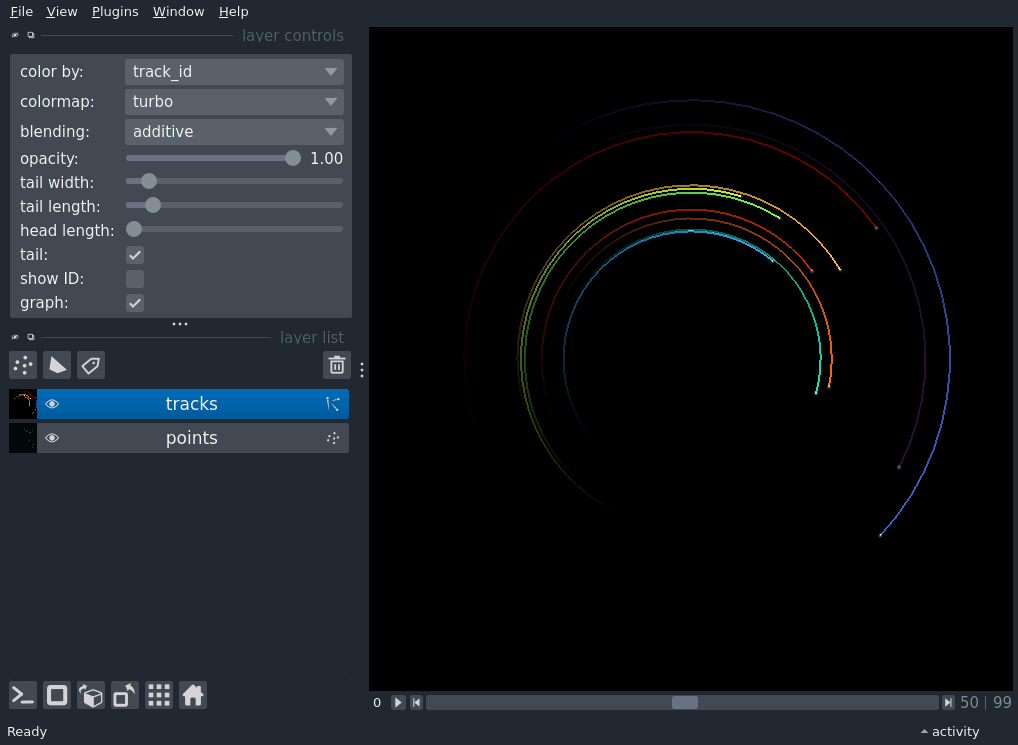 File View Plugins Window Help
layer controls
color by: track_id
colormap: turbo
blending: additive
opacity: 1.00
tail width:
tail length:
head length:
tail:
show ID:
graph:
layer list
tracks
points
0 50 | 99
Ready activity